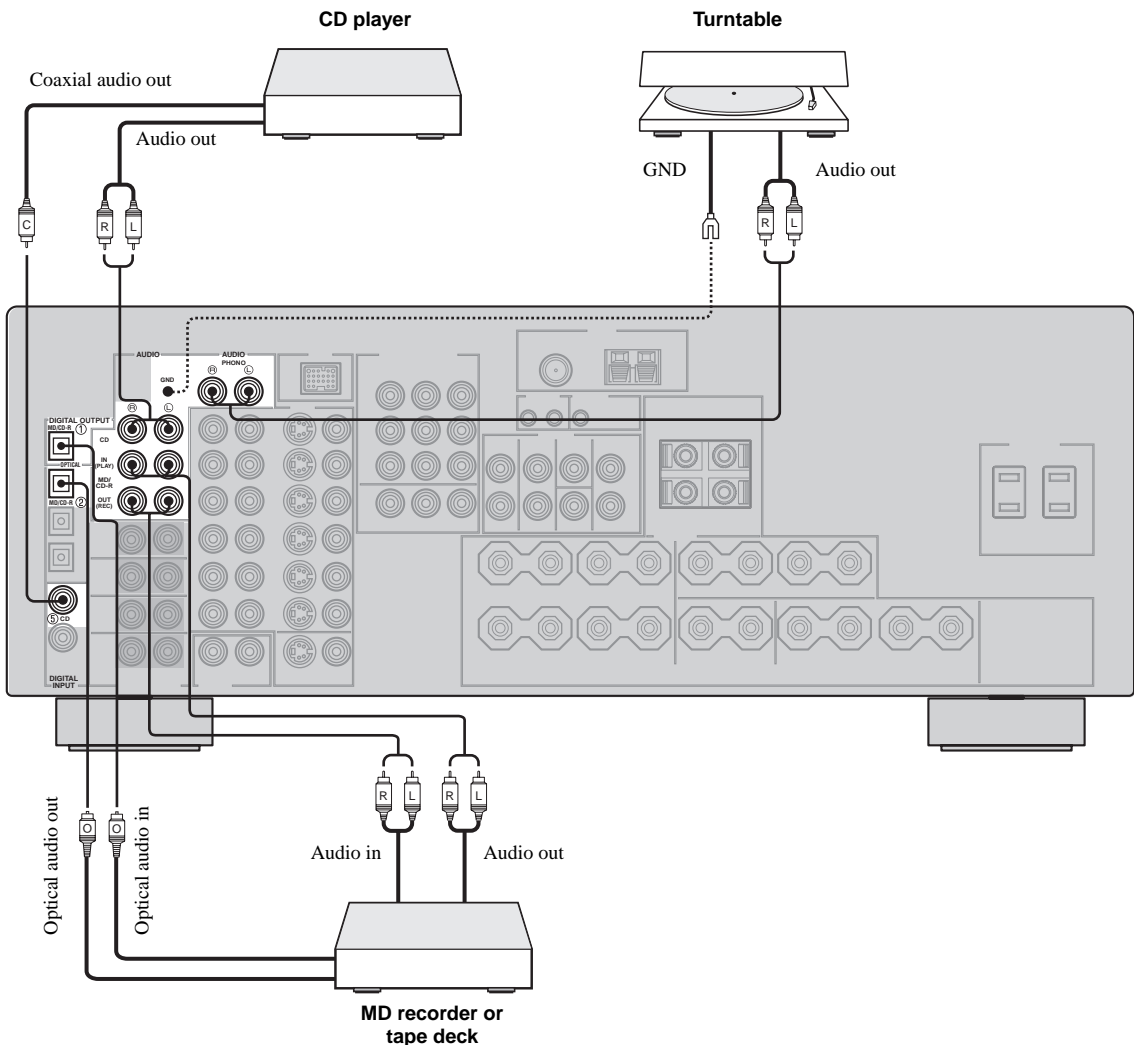 CD player
Turntable
Coaxial audio out
Audio out
GND
Audio out
C
R
L
R
L
AUDIO
AUDIO
PHONO
GND
R
L
R
L
DIGITAL OUTPUT
MD/CD-R
①
CD
OPTICAL
IN
(PLAY)
MD/
CD-R
MD/CD-R
②
OUT
(REC)
⑤ CD
DIGITAL
INPUT
Optical audio out
O
O
Optical audio in
R
L
R
L
Audio in
Audio out
MD recorder or
tape deck